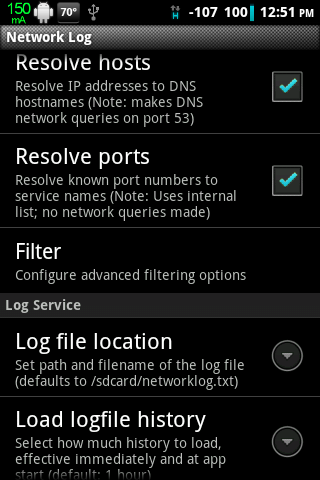 150 mA 70° H -107 100 12:51 PM
Network Log
Resolve hosts
Resolve IP addresses to DNS
hostnames (Note: makes DNS
network queries on port 53)
Resolve ports
Resolve known port numbers to
service names (Note: Uses internal
list; no network queries made)
Filter
Configure advanced filtering options
Log Service
Log file location
Set path and filename of the log file
(defaults to /sdcard/networklog.txt)
Load logfile history
Select how much history to load,
effective immediately and at app
start (default: 1 hour)